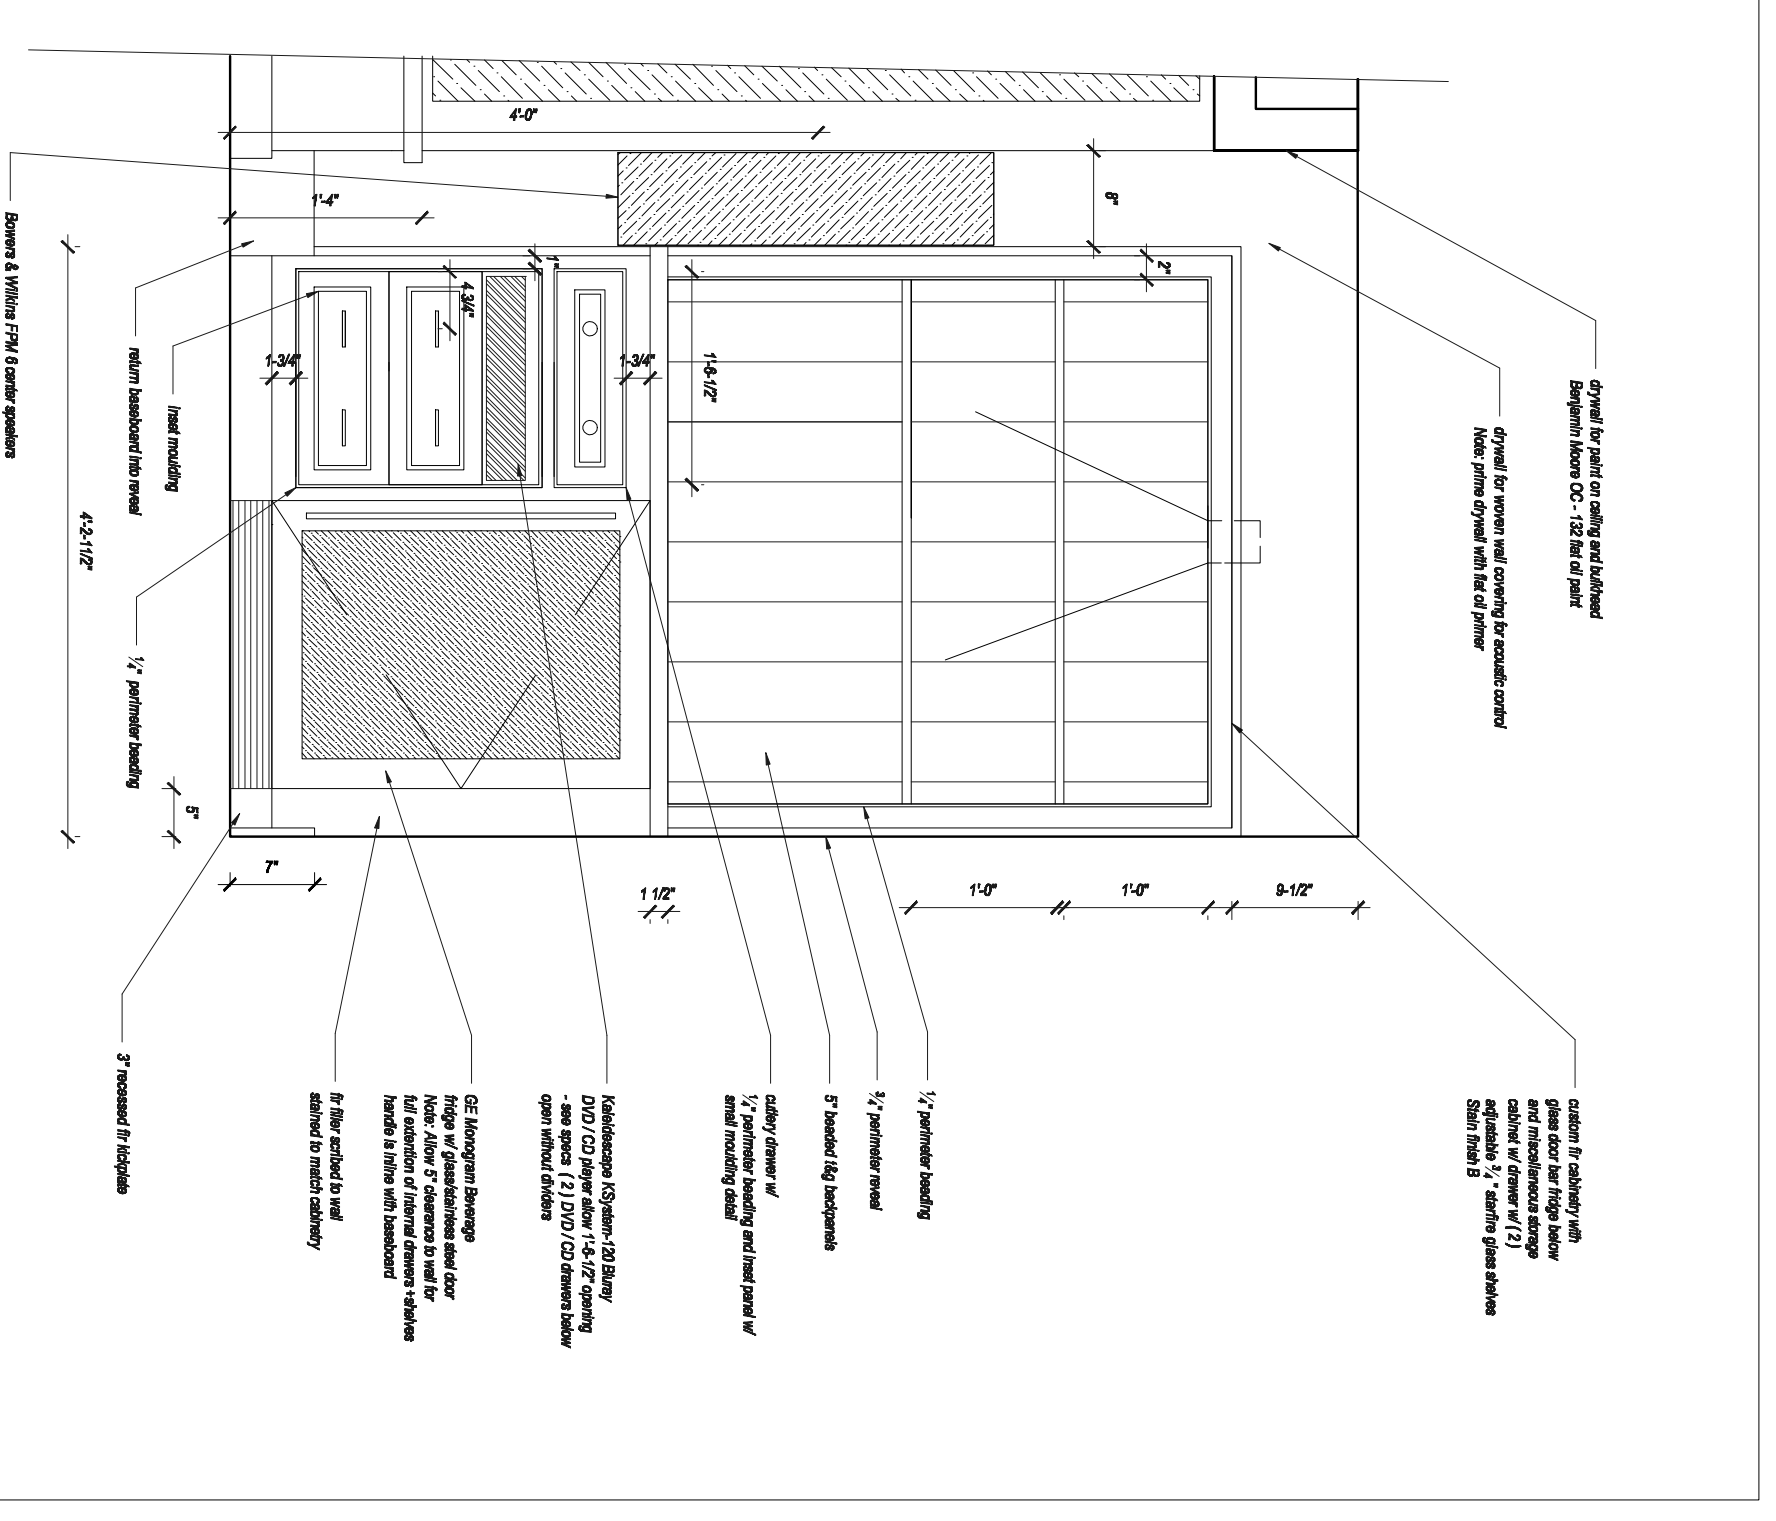 drywall for paint on ceiling and bulkhead
Benjamin Moore OC - 132 flat oil paint
drywall for woven wall covering for acoustic control
Note: prime drywall with flat oil primer
custom fir cabinetry with
glass door bar fridge below
and miscellaneous storage
cabinet w/ drawer w/ ( 2 )
adjustable ¾" starfire glass shelves
Stain finish B
9-1/2"
1'-0"
1'-0"
1 1/2"
7"
8"
2"
4'-0"
1'-4"
1"
4 3/4"
1'-6-1/2"
1-3/4"
1-3/4"
5"
4'-2-11/2"
¼" perimeter beading
¾" perimeter reveal
5" beaded t&g backpanels
cutlery drawer w/
¼" perimeter beading and inset panel w/
small moulding detail
Kaleidescape KSystem-120 Bluray
DVD / CD player allow 1'-6-1/2" opening
- see specs ( 2 ) DVD / CD drawers below
open without dividers
GE Monogram Beverage
fridge w/ glass/stainless steel door
Note: Allow 5" clearance to wall for
full extention of internal drawers +shelves
handle is inline with baseboard
fir filler scribed to wall
stained to match cabinetry
3" recessed fir kickplate
inset moulding
return baseboard into reveal
¼" perimeter beading
Bowers & Wilkins FPM 6 center speakers